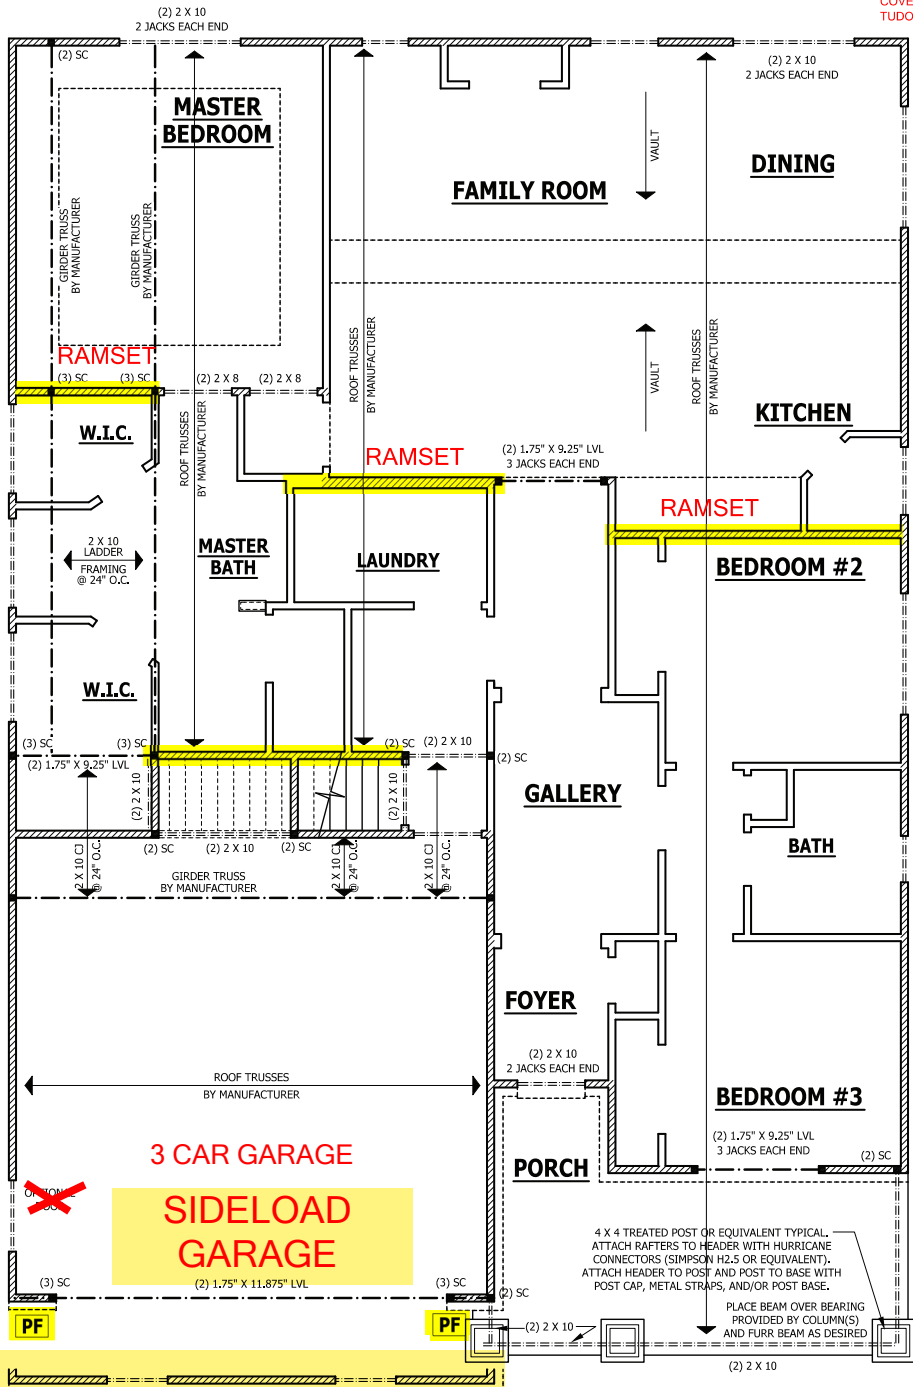 COVE
TUDO
(2) 2 X 10
2 JACKS EACH END
(2) SC
(2) 2 X 10
2 JACKS EACH END
MASTER
BEDROOM
VAULT
DINING
FAMILY ROOM
GIRDER TRUSS
BY MANUFACTURER
GIRDER TRUSS
BY MANUFACTURER
RAMSET
(3) SC
(3) SC
(2) 2 X 8
(2) 2 X 8
ROOF TRUSSES
BY MANUFACTURER
VAULT
ROOF TRUSSES
BY MANUFACTURER
W.I.C.
ROOF TRUSSES
BY MANUFACTURER
KITCHEN
RAMSET
(2) 1.75" X 9.25" LVL
3 JACKS EACH END
RAMSET
2 X 10
LADDER
FRAMING
@ 24" O.C.
MASTER
BATH
LAUNDRY
BEDROOM #2
W.I.C.
(3) SC
(3) SC
(2) SC
(2) 2 X 10
(2) SC
(2) 1.75" X 9.25" LVL
(2) 2 X 10
(2) 2 X 10
GALLERY
BATH
(2) SC
(2) 2 X 10
(2) SC
2 X 10 CJ
@ 24" O.C.
GIRDER TRUSS
BY MANUFACTURER
2 X 10 CJ
@ 24" O.C.
2 X 10 CJ
@ 24" O.C.
FOYER
(2) 2 X 10
2 JACKS EACH END
ROOF TRUSSES
BY MANUFACTURER
BEDROOM #3
3 CAR GARAGE
(2) 1.75" X 9.25" LVL
3 JACKS EACH END
(2) SC
PORCH
SIDELOAD
GARAGE
4 X 4 TREATED POST OR EQUIVALENT TYPICAL.
ATTACH RAFTERS TO HEADER WITH HURRICANE
CONNECTORS (SIMPSON H2.5 OR EQUIVALENT).
ATTACH HEADER TO POST AND POST TO BASE WITH
POST CAP, METAL STRAPS, AND/OR POST BASE.
(3) SC
(2) 1.75" X 11.875" LVL
(3) SC
(2) SC
PLACE BEAM OVER BEARING
PROVIDED BY COLUMN(S)
AND FURR BEAM AS DESIRED
PF
PF
(2) 2 X 10
(2) 2 X 10